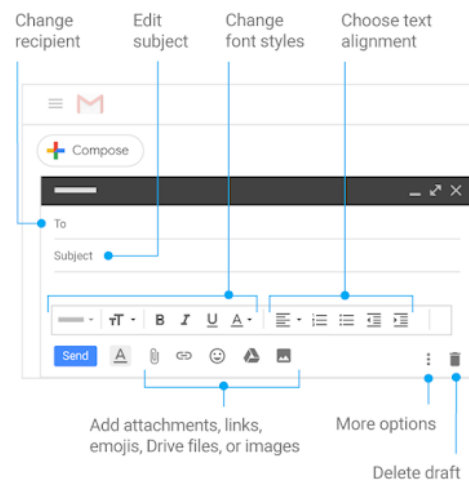 Change
recipient
Edit
subject
Change
font styles
Choose text
alignment
Compose
To
Subject
TT
B I U A
Send
A
Add attachments, links,
emojis, Drive files, or images
More options
Delete draft